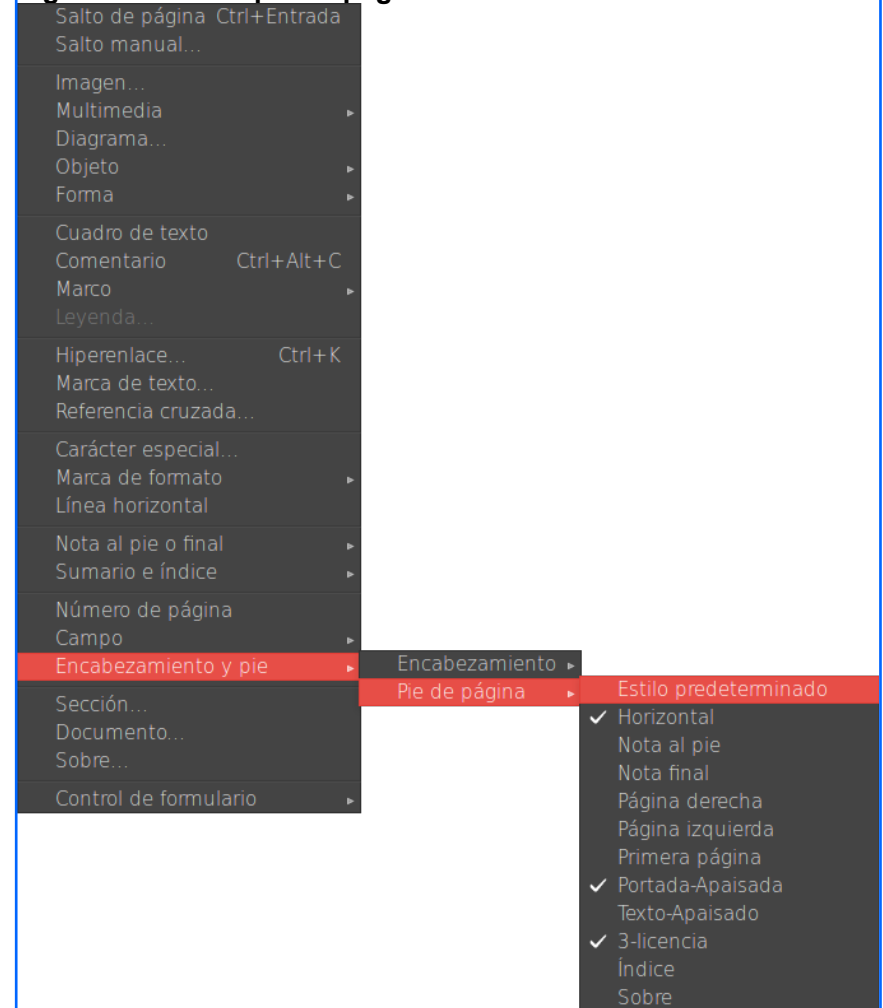 Salto de página Ctrl+Entrada
Salto manual...
Imagen...
Multimedia
Diagrama...
Objeto
Forma
Cuadro de texto
Comentario Ctrl+Alt+C
Marco
Leyenda...
Hiperenlace... Ctrl+K
Marca de texto...
Referencia cruzada...
Carácter especial...
Marca de formato
Línea horizontal
Nota al pie o final
Sumario e índice
Número de página
Campo
Encabezamiento y pie
Sección...
Documento...
Sobre...
Control de formulario
Encabezamiento
Pie de página
Estilo predeterminado
Horizontal
Nota al pie
Nota final
Página derecha
Página izquierda
Primera página
Portada-Apaisada
Texto-Apaisado
3-licencia
Índice
Sobre